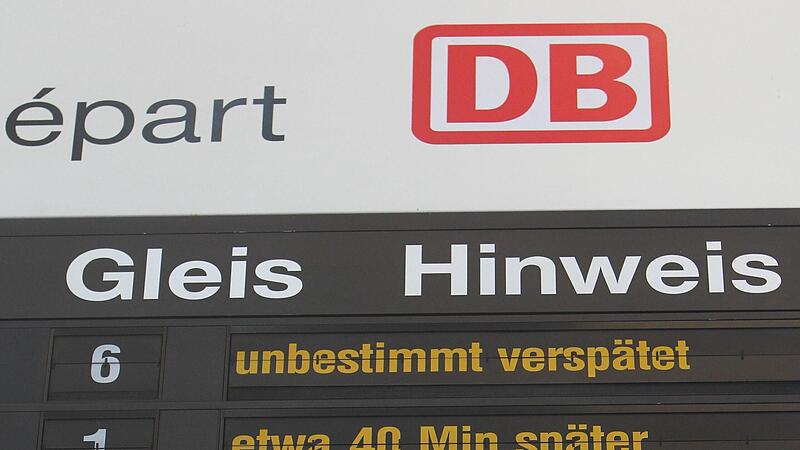 épart DB
Gleis Hinweis
6 unbestimmt verspätet
1 etwa 40 Min später